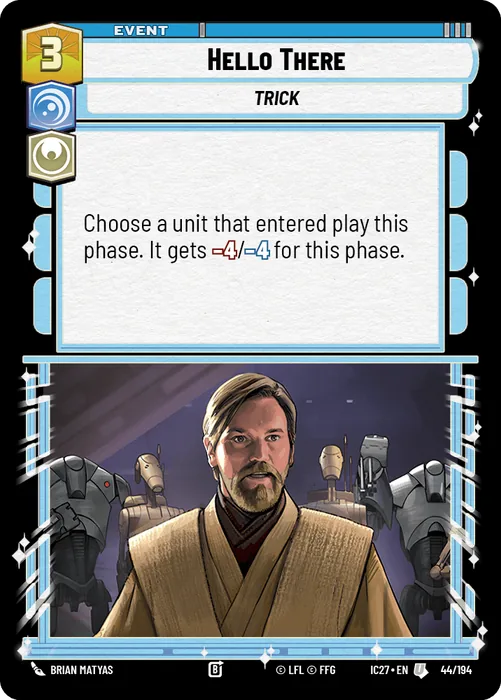 3
EVENT
HELLO THERE
TRICK
Choose a unit that entered play this
phase. It gets -4/-4 for this phase.
BRIAN MATYAS
B
© LFL © FFG
IC27 • EN
U
44/194